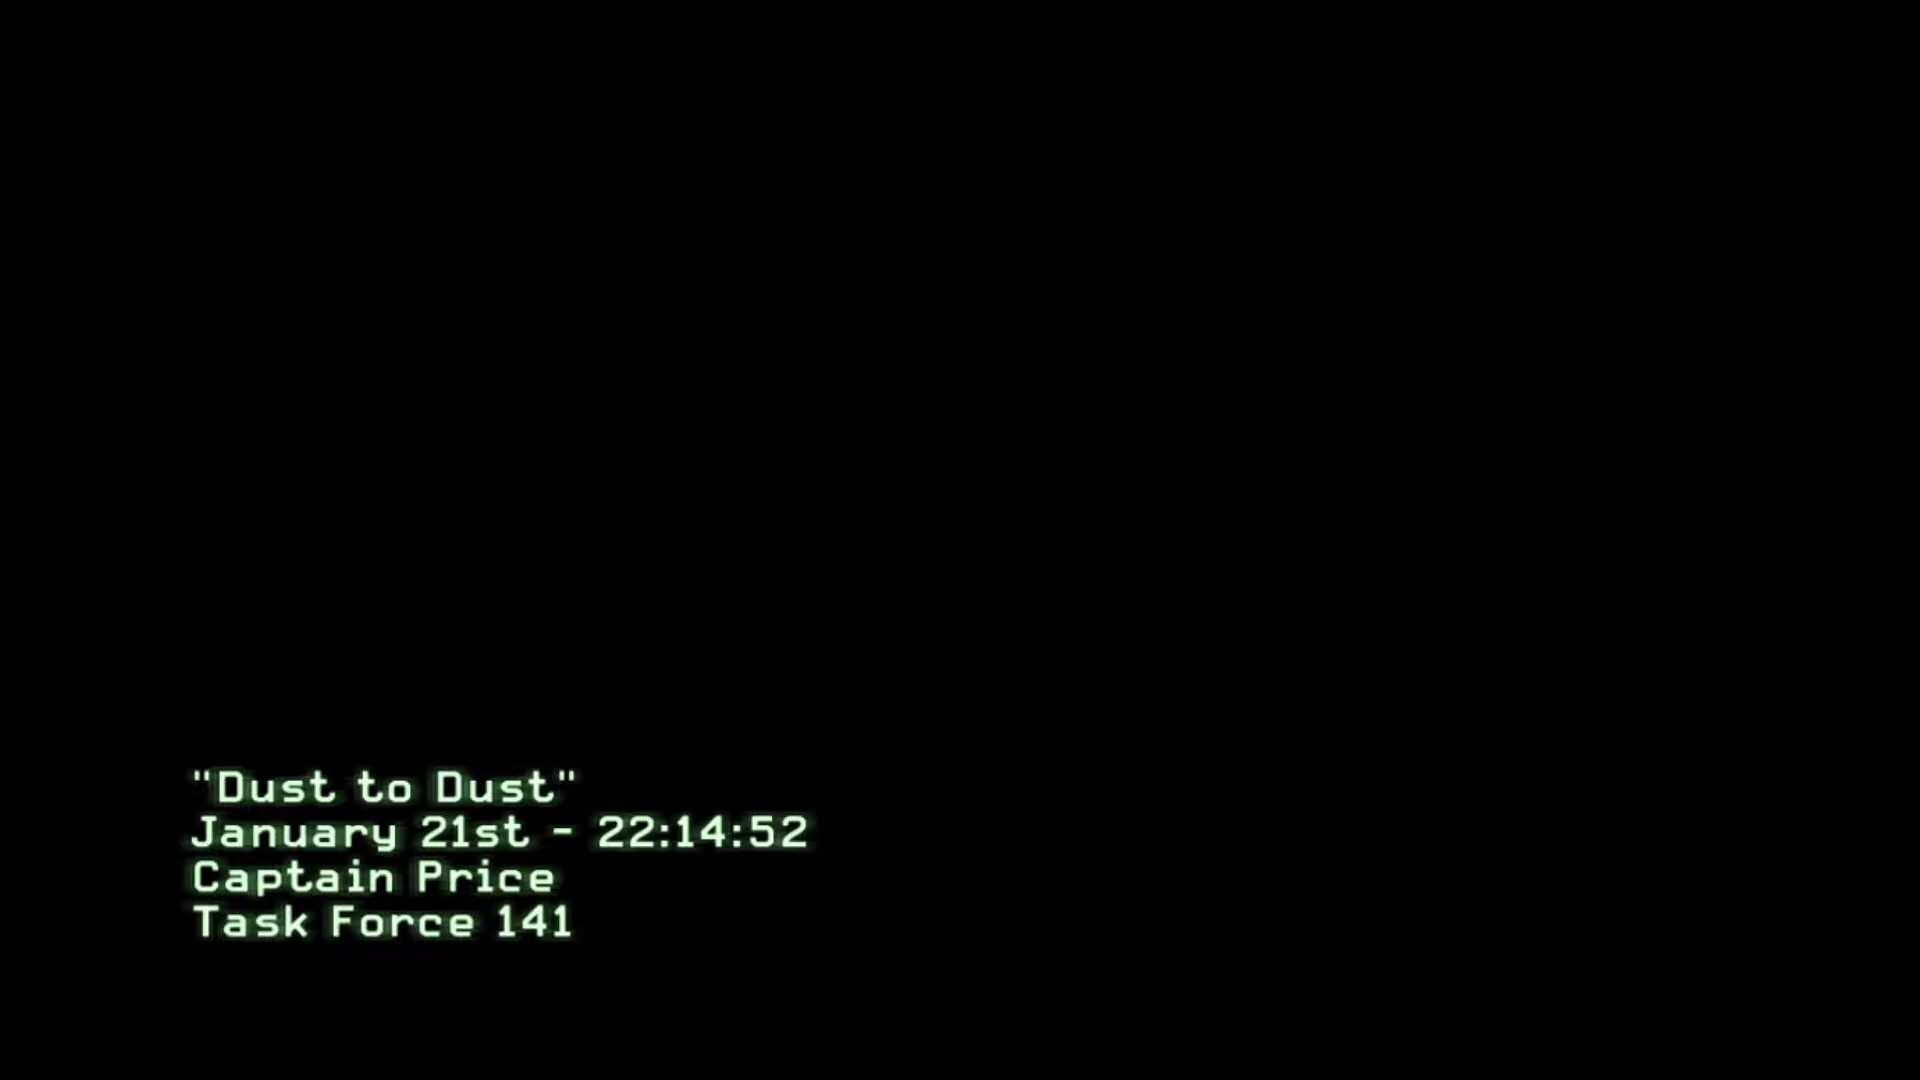 "Dust to Dust"
January 21st - 22:14:52
Captain Price
Task Force 141